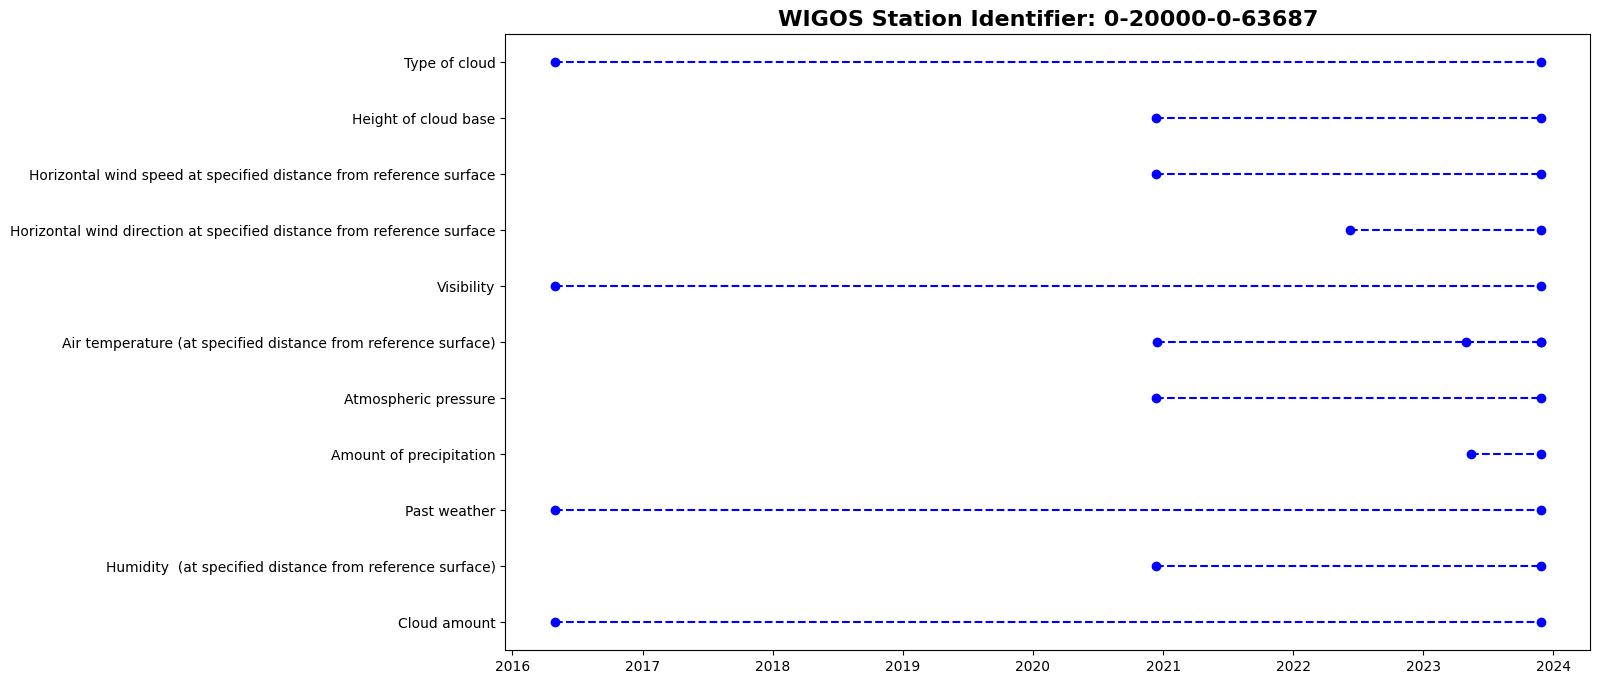 WIGOS Station Identifier: 0-20000-0-63687
Type of cloud
Height of cloud base
Horizontal wind speed at specified distance from reference surface
Horizontal wind direction at specified distance from reference surface
Visibility
Air temperature (at specified distance from reference surface)
Atmospheric pressure
Amount of precipitation
Past weather
Humidity  (at specified distance from reference surface)
Cloud amount
2016 2017 2018 2019 2020 2021 2022 2023 2024